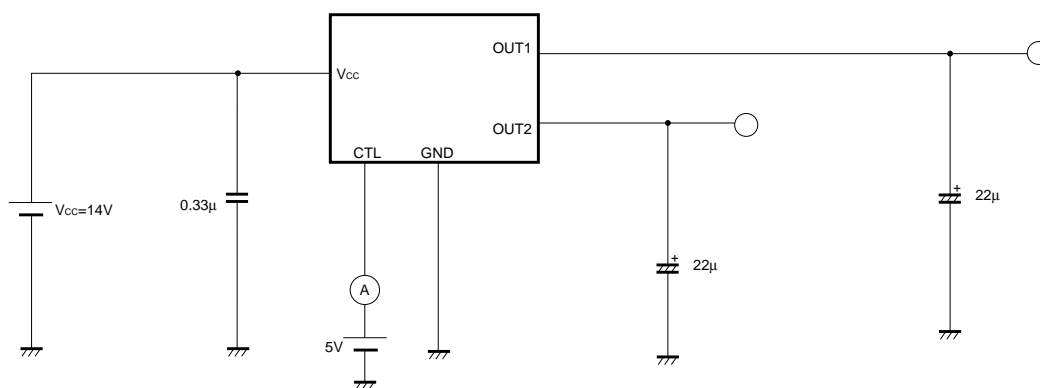 OUT1
Vcc
OUT2
CTL GND
Vcc=14V
0.33μ
22μ
+
22μ
+
A
5V